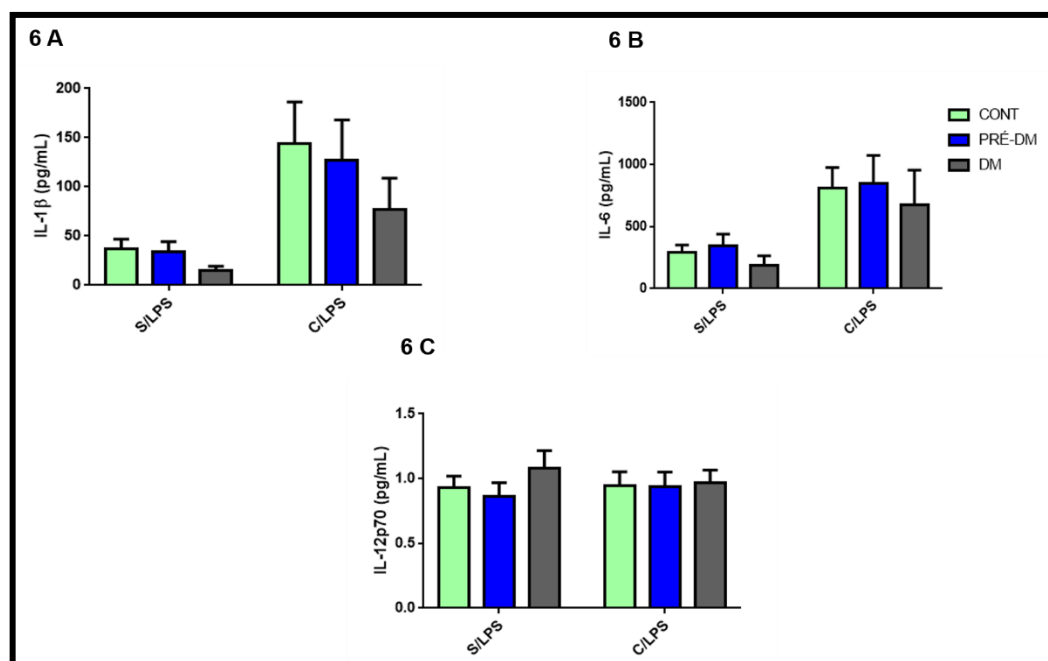 6 A
IL-1β (pg/mL)
200
150
100
50
0
S/LPS
C/LPS
6 B
IL-6 (pg/mL)
1500
1000
500
0
S/LPS
C/LPS
CONT
PRÉ-DM
DM
6 C
IL-12p70 (pg/mL)
1.5
1.0
0.5
0.0
S/LPS
C/LPS